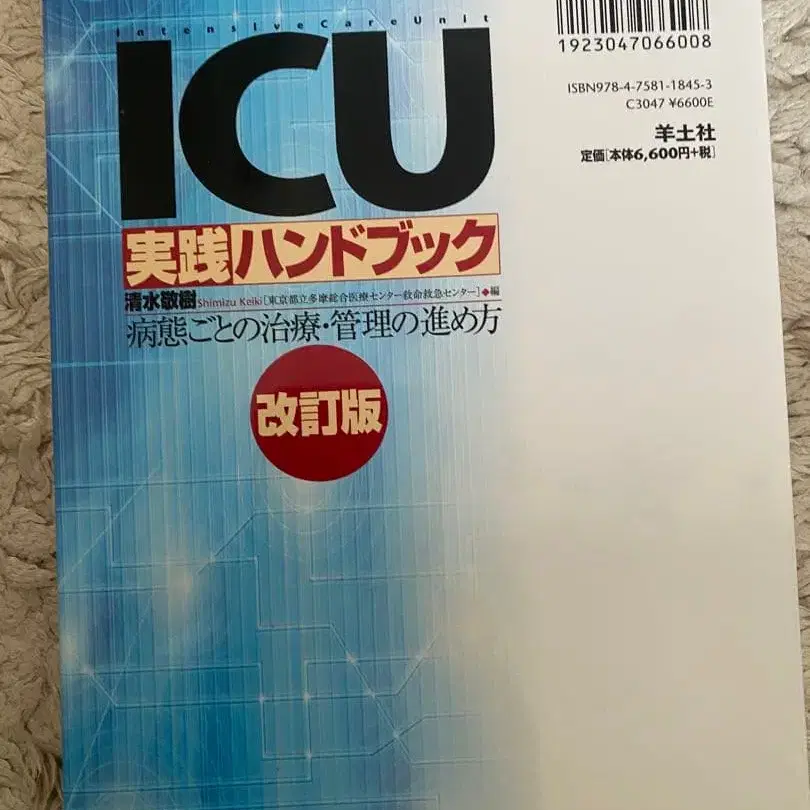 IntensiveCareUnit
ICU
実践ハンドブック
清水敬樹 Shimizu Keiki [東京都立多摩総合医療センター救命救急センター]◆編
病態ごとの治療・管理の進め方
改訂版
1923047066008
ISBN978-4-7581-1845-3
C3047 ¥6600E
羊土社
定価[本体6,600円+税]